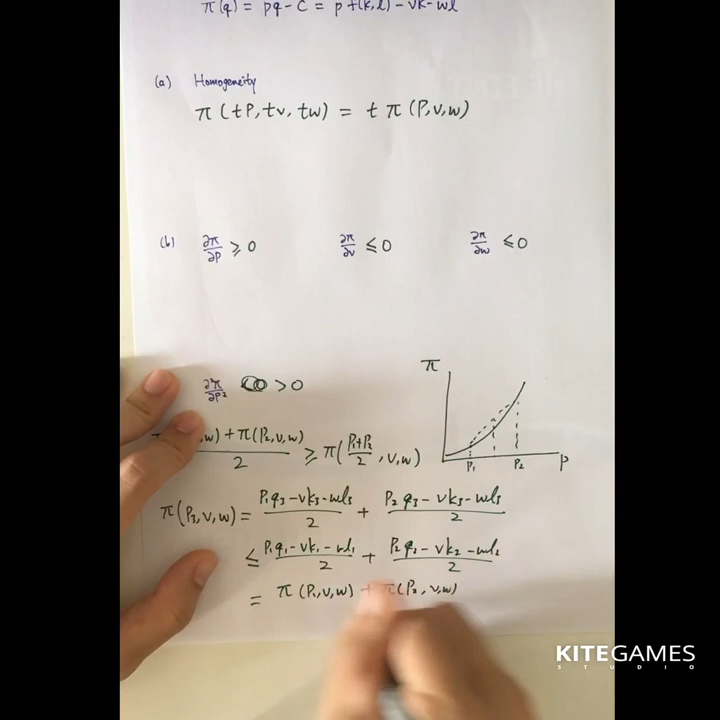 π(q) = pq - C = p f(k,l) - vk - wl
(a) Homogeneity
π(tP, tv, tw) = t π(P,v,w)
(b) ∂π/∂P ≥ 0 ∂π/∂v ≤ 0 ∂π/∂w ≤ 0
π
∂²π/∂P² > 0
,w) + π(P₂,v,w) / 2 ≥ π(P₁+P₂/2, v,w)
P₁ P₂ P
π(P₃,v,w) = P₁q₃-vk₃-wl₃/2 + P₂q₃-vk₃-wl₃/2
≤ P₁q₁-vk₁-wl₁/2 + P₂q₂-vk₂-wl₂/2
= π(P₁,v,w) + π(P₂,v,w)
KITEGAMES
STUDIO